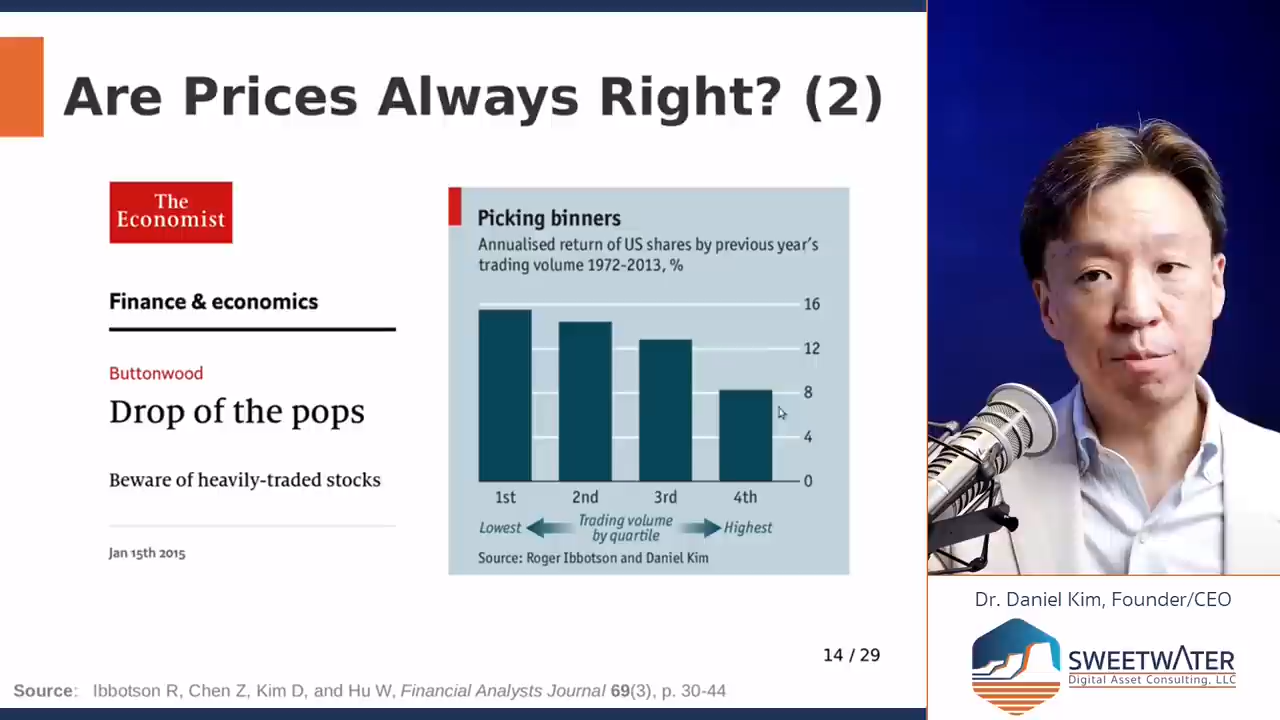 Are Prices Always Right? (2)
The
Economist
Finance & economics
Buttonwood
Drop of the pops
Beware of heavily-traded stocks
Jan 15th 2015
Picking binners
Annualised return of US shares by previous year's
trading volume 1972-2013, %
16
12
8
4
0
1st 2nd 3rd 4th
Lowest Trading volume by quartile Highest
Source: Roger Ibbotson and Daniel Kim
14 / 29
Source: Ibbotson R, Chen Z, Kim D, and Hu W, Financial Analysts Journal 69(3), p. 30-44
Dr. Daniel Kim, Founder/CEO
SWEETWATER
Digital Asset Consulting, LLC